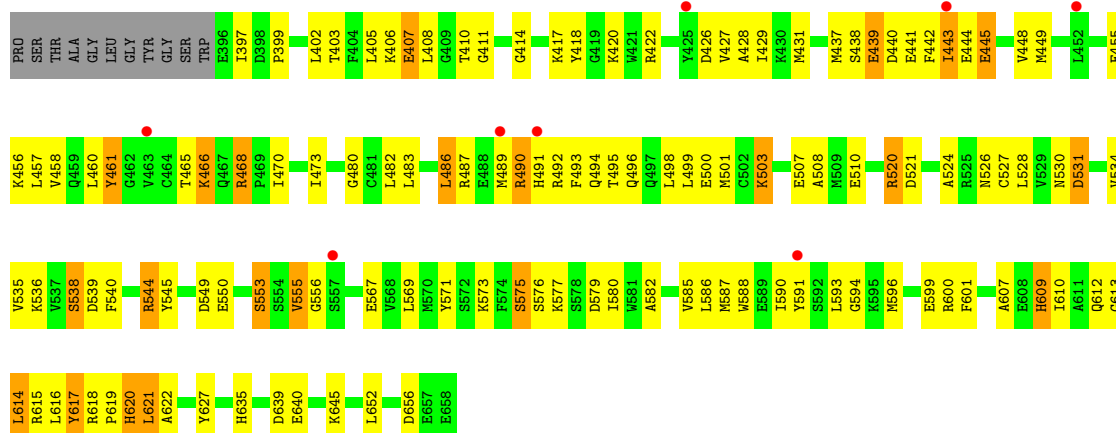 PRO SER THR ALA GLY LEU GLY TYR GLY SER TRP E396 I397 D398 P399 L402 T403 F404 L405 K406 E407 L408 G409 T410 G411 G414 K417 Y418 G419 K420 W421 R422 Y425 D426 V427 A428 I429 K430 M431 M437 S438 E439 D440 E441 F442 I443 E444 E445 V448 M449 L452 E455
K456 L457 V458 Q459 L460 Y461 G462 V463 C464 T465 K466 Q467 R468 P469 I470 I473 G480 C481 L482 L483 L486 R487 E488 M489 R490 H491 R492 F493 Q494 T495 Q496 Q497 L498 L499 E500 M501 C502 K503 E507 A508 M509 E510 R520 D521 A524 R525 N526 C527 L528 V529 N530 D531 V534
V535 K536 V537 S538 D539 F540 R544 Y545 D549 E550 S553 S554 V555 G556 S557 E567 V568 L569 M570 Y571 S572 K573 F574 S575 S576 K577 S578 D579 I580 W581 A582 V585 L586 M587 W588 E589 I590 Y591 S592 L593 G594 K595 M596 E599 R600 F601 A607 E608 H609 I610 A611 Q612 G613
L614 R615 L616 Y617 R618 P619 H620 L621 A622 Y627 H635 D639 E640 K645 L652 D656 E657 E658